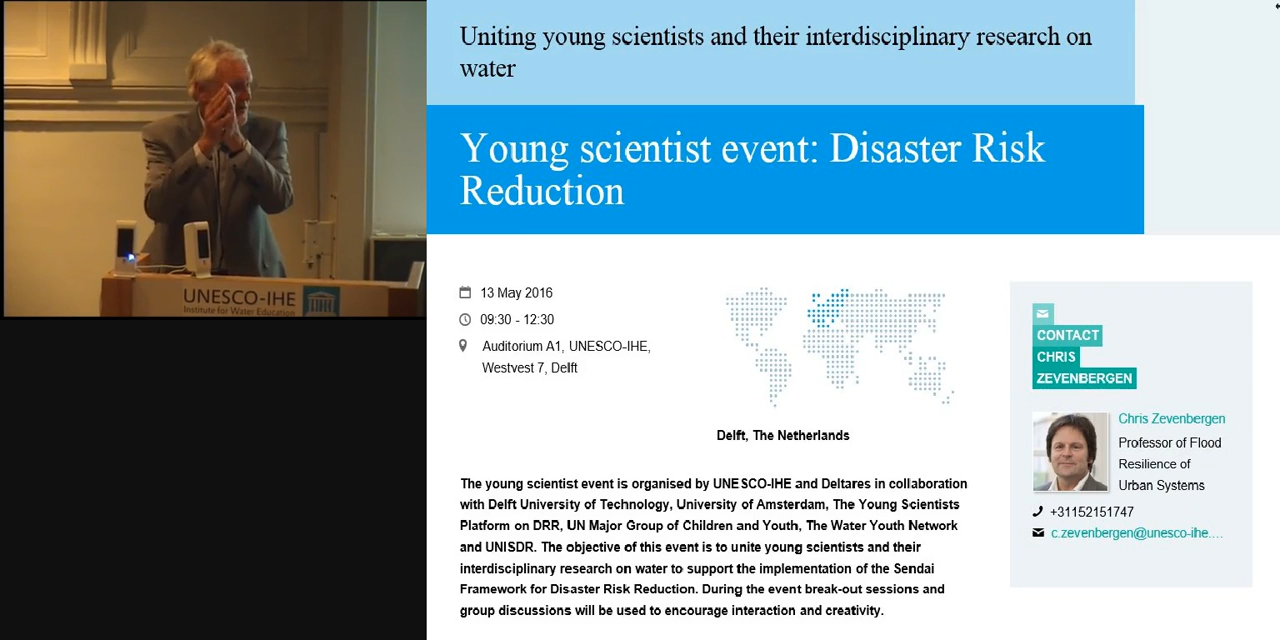 UNESCO-IHE
Institute for Water Education
Uniting young scientists and their interdisciplinary research on
water
Young scientist event: Disaster Risk
Reduction
13 May 2016
09:30 - 12:30
Auditorium A1, UNESCO-IHE,
Westvest 7, Delft
Delft, The Netherlands
The young scientist event is organised by UNESCO-IHE and Deltares in collaboration
with Delft University of Technology, University of Amsterdam, The Young Scientists
Platform on DRR, UN Major Group of Children and Youth, The Water Youth Network
and UNISDR. The objective of this event is to unite young scientists and their
interdisciplinary research on water to support the implementation of the Sendai
Framework for Disaster Risk Reduction. During the event break-out sessions and
group discussions will be used to encourage interaction and creativity.
CONTACT
CHRIS
ZEVENBERGEN
Chris Zevenbergen
Professor of Flood
Resilience of
Urban Systems
+31152151747
c.zevenbergen@unesco-ihe....